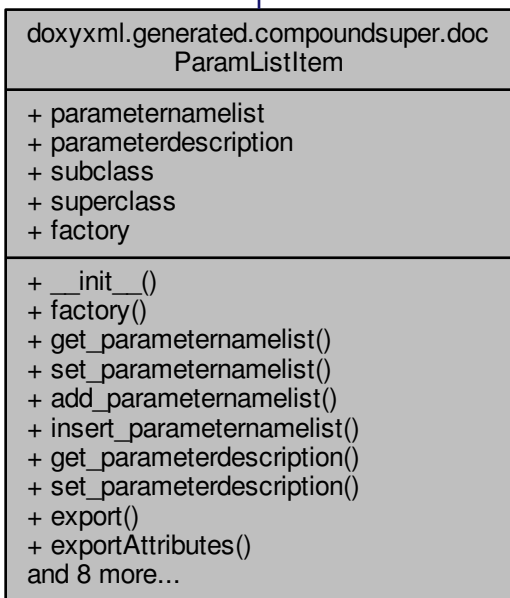 doxyxml.generated.compoundsuper.doc
ParamListItem
+ parameternamelist
+ parameterdescription
+ subclass
+ superclass
+ factory
+ __init__()
+ factory()
+ get_parameternamelist()
+ set_parameternamelist()
+ add_parameternamelist()
+ insert_parameternamelist()
+ get_parameterdescription()
+ set_parameterdescription()
+ export()
+ exportAttributes()
and 8 more...